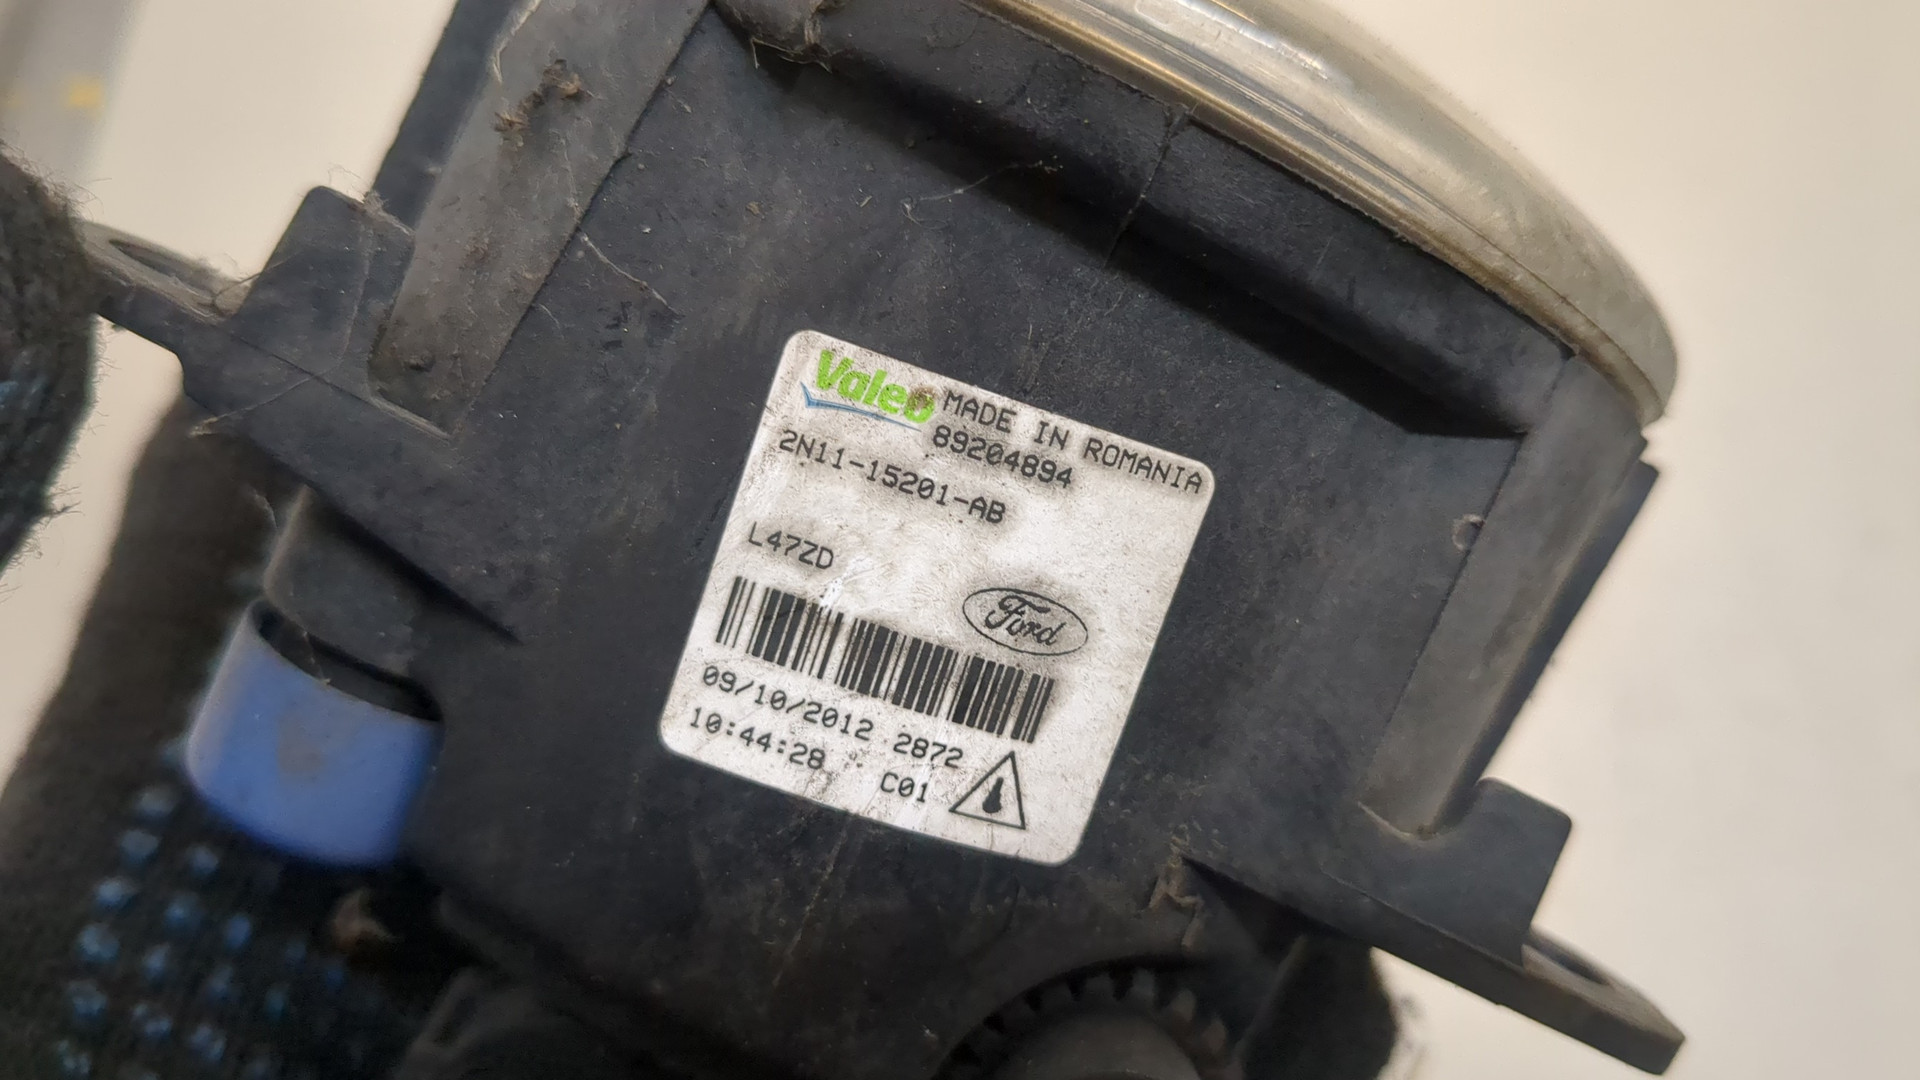 Valeo MADE IN ROMANIA
89204894
2N11-15201-AB
L47ZD
Ford
09/10/2012 2872
10:44:28 C01